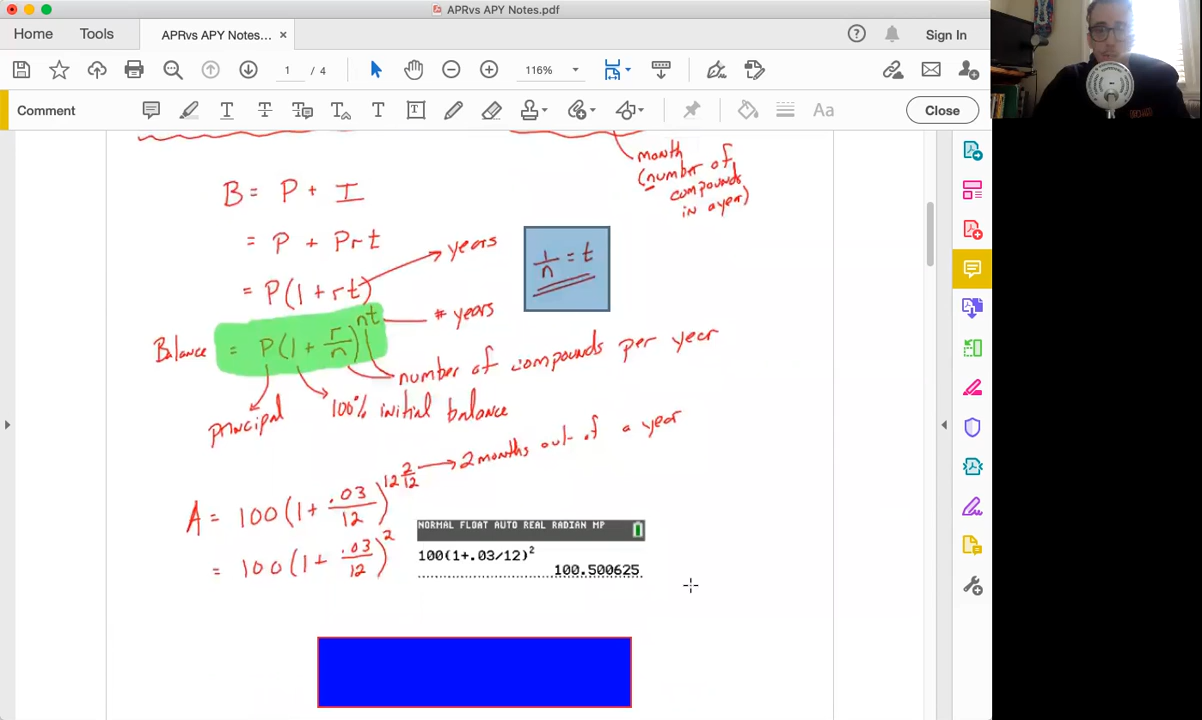 APRvs APY Notes.pdf
Home Tools APRvs APY Notes... × Sign In
1 / 4 116%
Comment Close
Aa
month
(number of
compounds
in a year)
B = P + I
= P + Prt
years
1/n = t
= P(1 + rt)
# years
Balance = P(1 + r/n)^nt
number of compounds per year
principal
100% initial balance
2 months out of a year
A = 100(1 + .03/12)^12 2/12
= 100(1 + .03/12)^2
NORMAL FLOAT AUTO REAL RADIAN MP
100(1+.03/12)²
100.500625